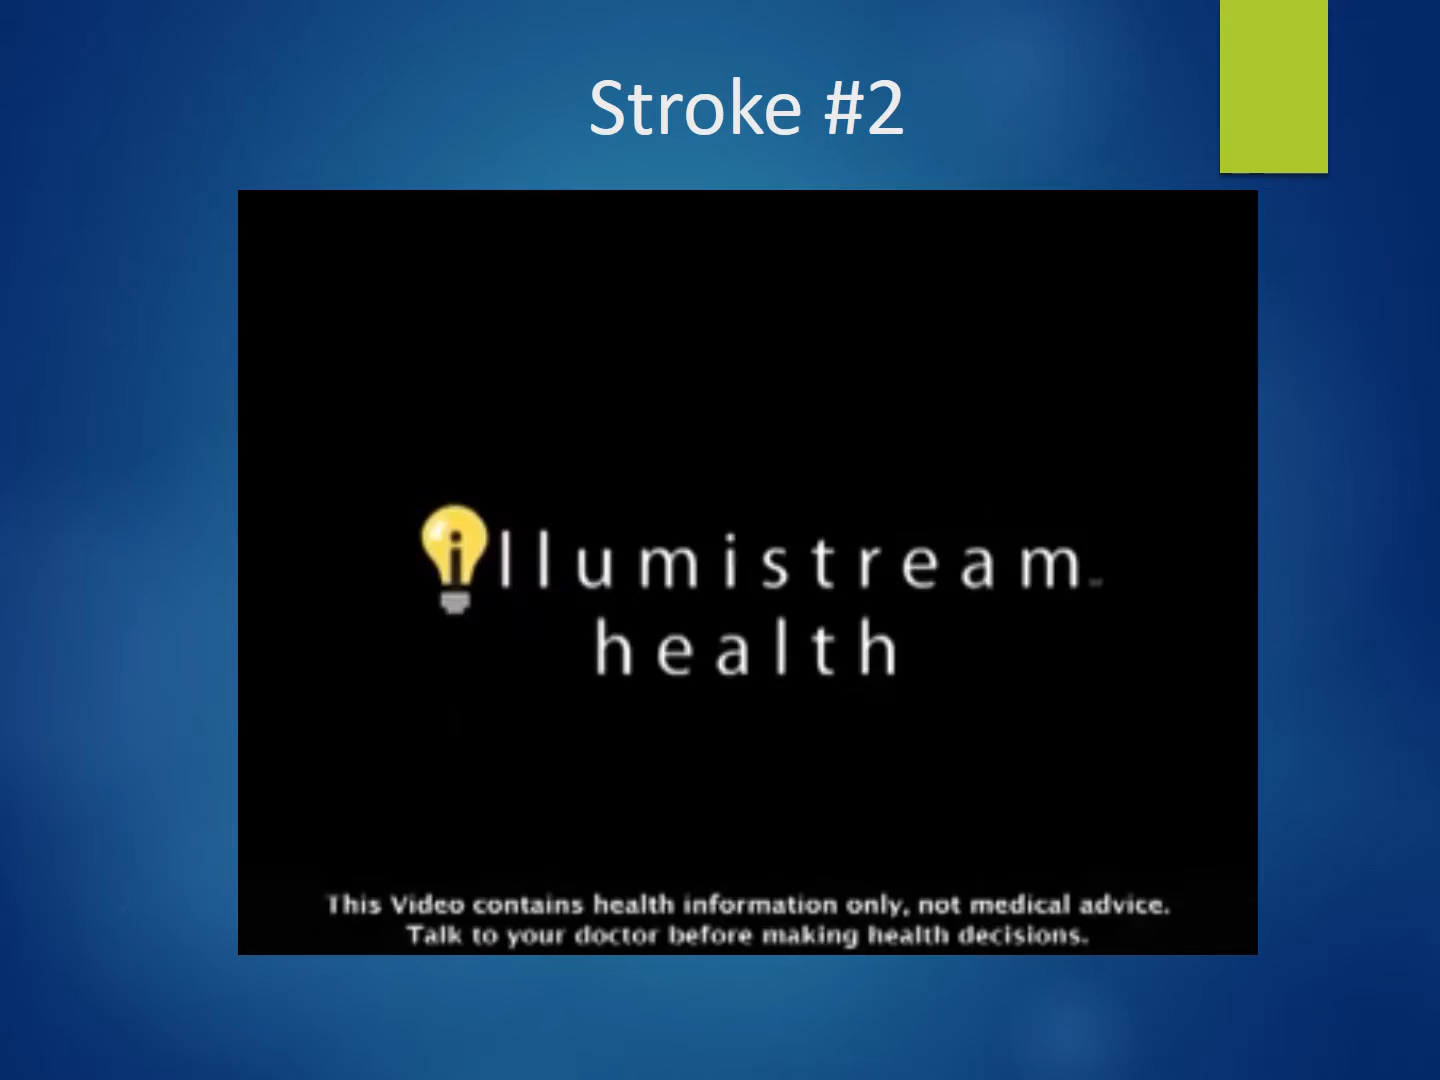 Stroke #2
illumistream
health
This Video contains health information only, not medical advice.
Talk to your doctor before making health decisions.